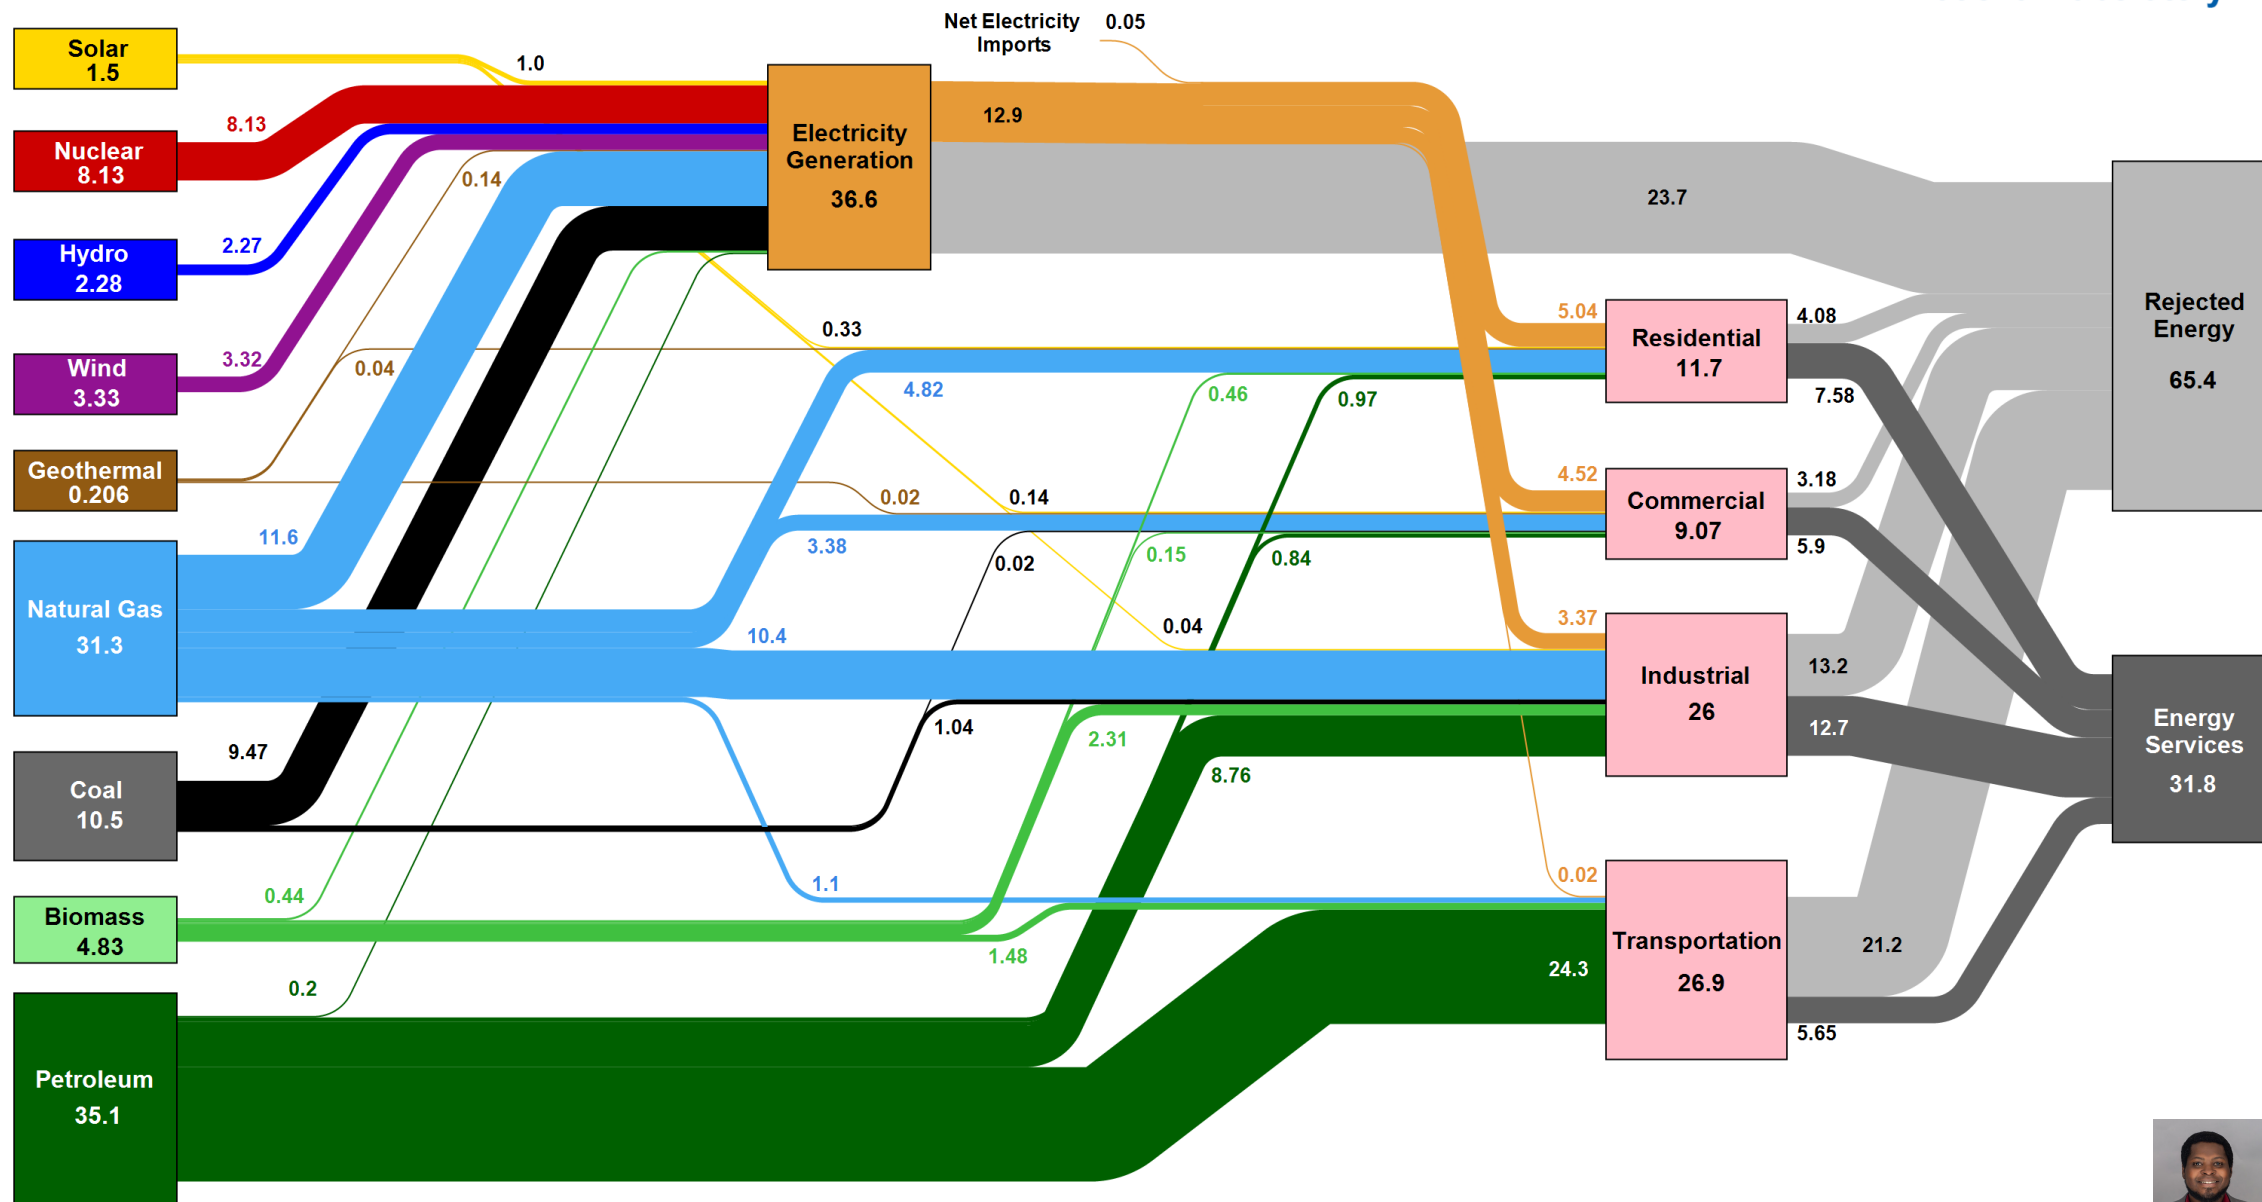 Net Electricity
Imports
0.05
Solar
1.5
1.0
Nuclear
8.13
8.13
Hydro
2.28
2.27
Wind
3.33
3.32
Geothermal
0.206
0.14
0.04
0.02
Natural Gas
31.3
11.6
4.82
3.38
10.4
1.1
Coal
10.5
9.47
0.02
1.04
Biomass
4.83
0.44
0.46
0.15
2.31
1.48
Petroleum
35.1
0.2
0.97
0.84
8.76
24.3
Electricity
Generation
36.6
12.9
23.7
0.33
0.14
0.04
5.04
4.52
3.37
0.02
Residential
11.7
4.08
7.58
Commercial
9.07
3.18
5.9
Industrial
26
13.2
12.7
Transportation
26.9
21.2
5.65
Rejected
Energy
65.4
Energy
Services
31.8